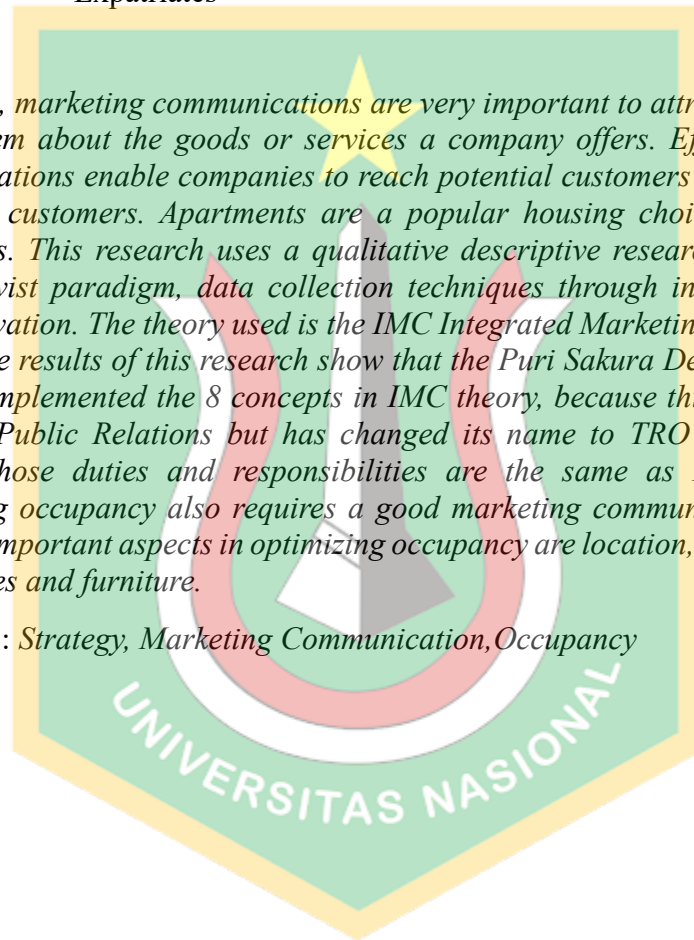 Expatriates
, marketing communications are very important to attr
em about the goods or services a company offers. Eff
ations enable companies to reach potential customers
customers. Apartments are a popular housing choi
s. This research uses a qualitative descriptive resear
vist paradigm, data collection techniques through in
vation. The theory used is the IMC Integrated Marketin
e results of this research show that the Puri Sakura De
mplemented the 8 concepts in IMC theory, because thi
Public Relations but has changed its name to TRO
hose duties and responsibilities are the same as
g occupancy also requires a good marketing commun
mportant aspects in optimizing occupancy are location,
es and furniture.
: Strategy, Marketing Communication,Occupancy
UNIVERSITAS NASIONAL